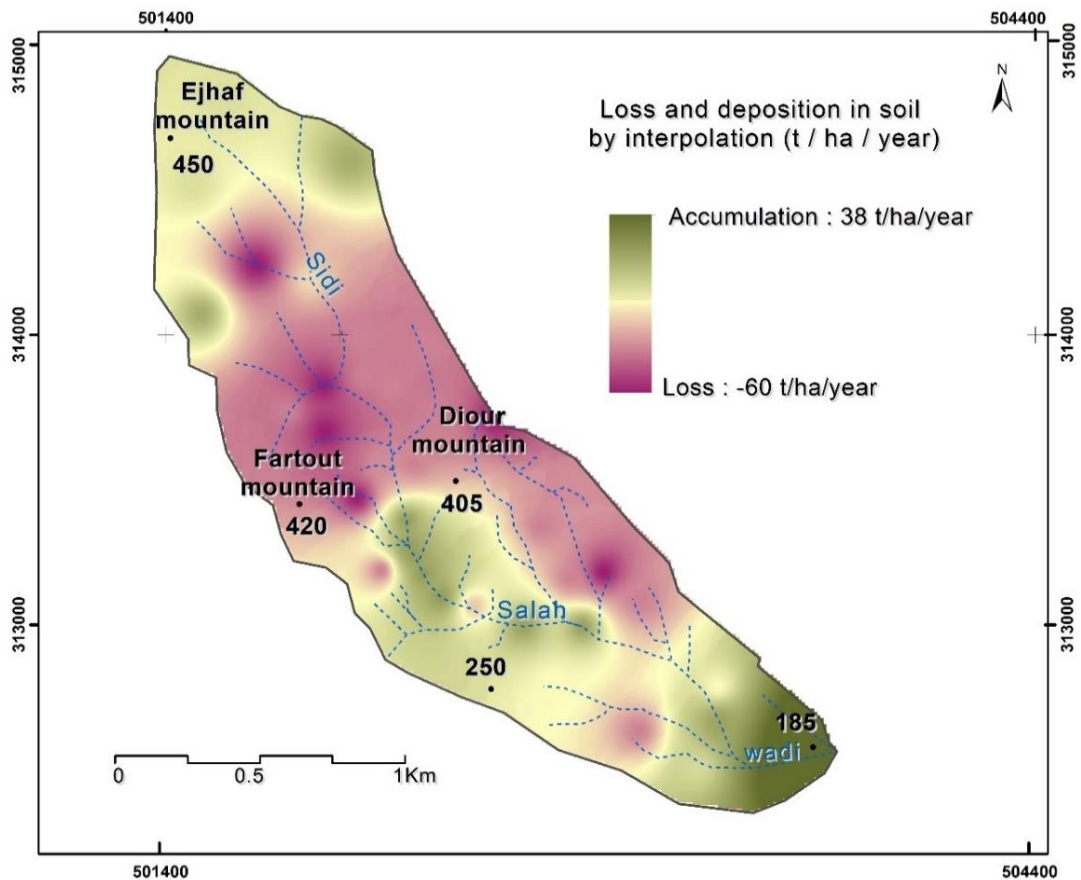 501400
504400
315000
315000
N
Ejhaf
mountain
450
Loss and deposition in soil
by interpolation (t / ha / year)
Accumulation : 38 t/ha/year
Loss : -60 t/ha/year
Sidi
314000
314000
Diour
mountain
405
Fartout
mountain
420
Salah
313000
313000
250
185
wadi
0
0.5
1Km
501400
504400